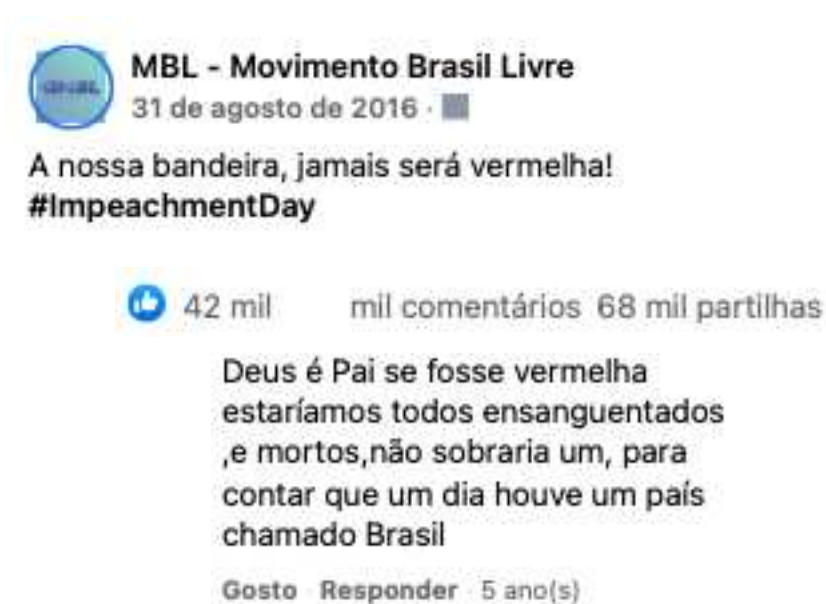 MBL - Movimento Brasil Livre
31 de agosto de 2016 ·
A nossa bandeira, jamais será vermelha!
#ImpeachmentDay
42 mil mil comentários 68 mil partilhas
Deus é Pai se fosse vermelha
estaríamos todos ensanguentados
,e mortos,não sobraria um, para
contar que um dia houve um país
chamado Brasil
Gosto Responder · 5 ano(s)